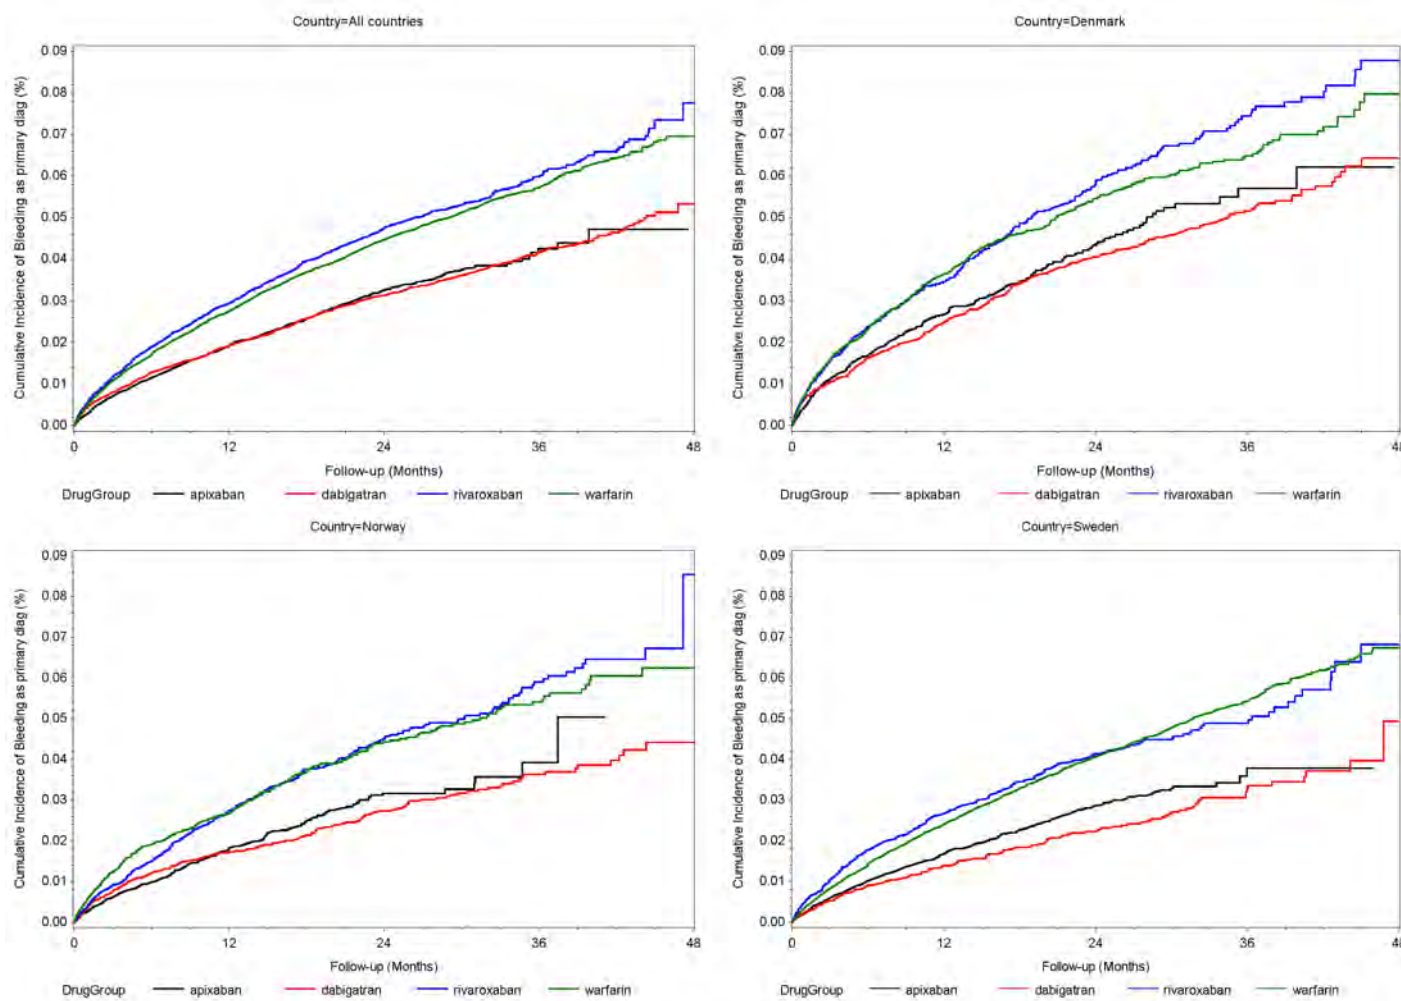 Country=All countries
Cumulative Incidence of Bleeding as primary diag (%)
0.09
0.08
0.07
0.06
0.05
0.04
0.03
0.02
0.01
0.00
0 12 24 36 48
Follow-up (Months)
DrugGroup apixaban dabigatran rivaroxaban warfarin
Country=Denmark
Cumulative Incidence of Bleeding as primary diag (%)
0.09
0.08
0.07
0.06
0.05
0.04
0.03
0.02
0.01
0.00
0 12 24 36 48
Follow-up (Months)
DrugGroup apixaban dabigatran rivaroxaban warfarin
Country=Norway
Cumulative Incidence of Bleeding as primary diag (%)
0.09
0.08
0.07
0.06
0.05
0.04
0.03
0.02
0.01
0.00
0 12 24 36 48
Follow-up (Months)
DrugGroup apixaban dabigatran rivaroxaban warfarin
Country=Sweden
Cumulative Incidence of Bleeding as primary diag (%)
0.09
0.08
0.07
0.06
0.05
0.04
0.03
0.02
0.01
0.00
0 12 24 36 48
Follow-up (Months)
DrugGroup apixaban dabigatran rivaroxaban warfarin